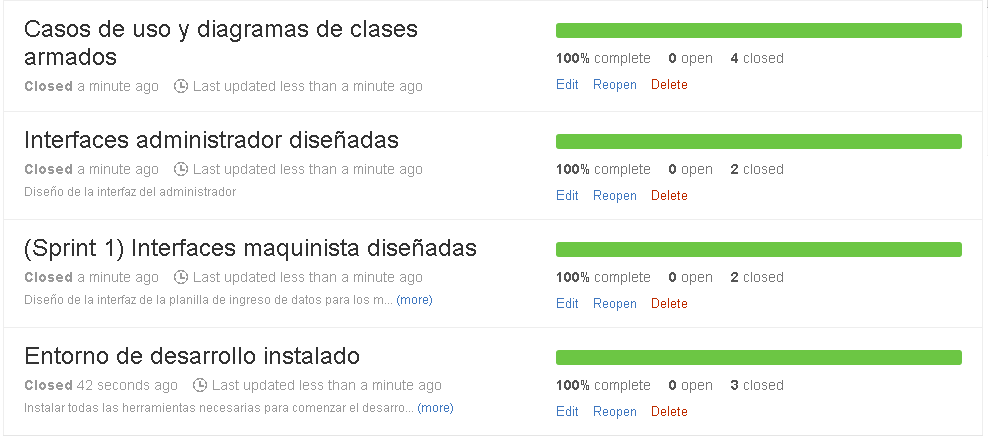 Casos de uso y diagramas de clases
armados
Closed a minute ago Last updated less than a minute ago
100% complete 0 open 4 closed
Edit Reopen Delete
Interfaces administrador diseñadas
Closed a minute ago Last updated less than a minute ago
Diseño de la interfaz del administrador
100% complete 0 open 2 closed
Edit Reopen Delete
(Sprint 1) Interfaces maquinista diseñadas
Closed a minute ago Last updated less than a minute ago
Diseño de la interfaz de la planilla de ingreso de datos para los m... (more)
100% complete 0 open 2 closed
Edit Reopen Delete
Entorno de desarrollo instalado
Closed 42 seconds ago Last updated less than a minute ago
Instalar todas las herramientas necesarias para comenzar el desarro... (more)
100% complete 0 open 3 closed
Edit Reopen Delete